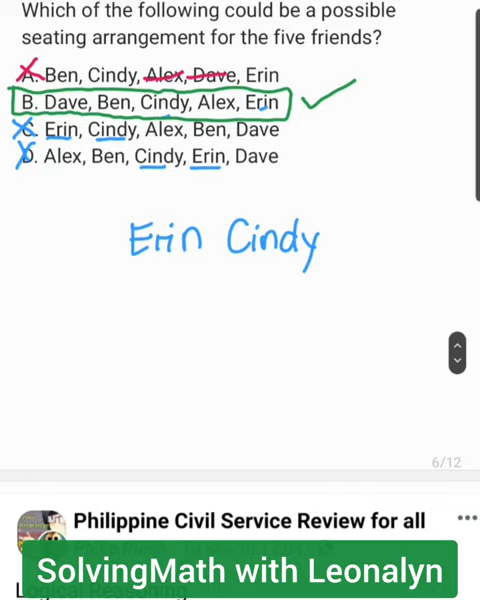 Which of the following could be a possible
seating arrangement for the five friends?
A. Ben, Cindy, Alex, Dave, Erin
B. Dave, Ben, Cindy, Alex, Erin
C. Erin, Cindy, Alex, Ben, Dave
D. Alex, Ben, Cindy, Erin, Dave
Erin Cindy
6/12
Philippine Civil Service Review for all
SolvingMath with Leonalyn
Logical Reasoning